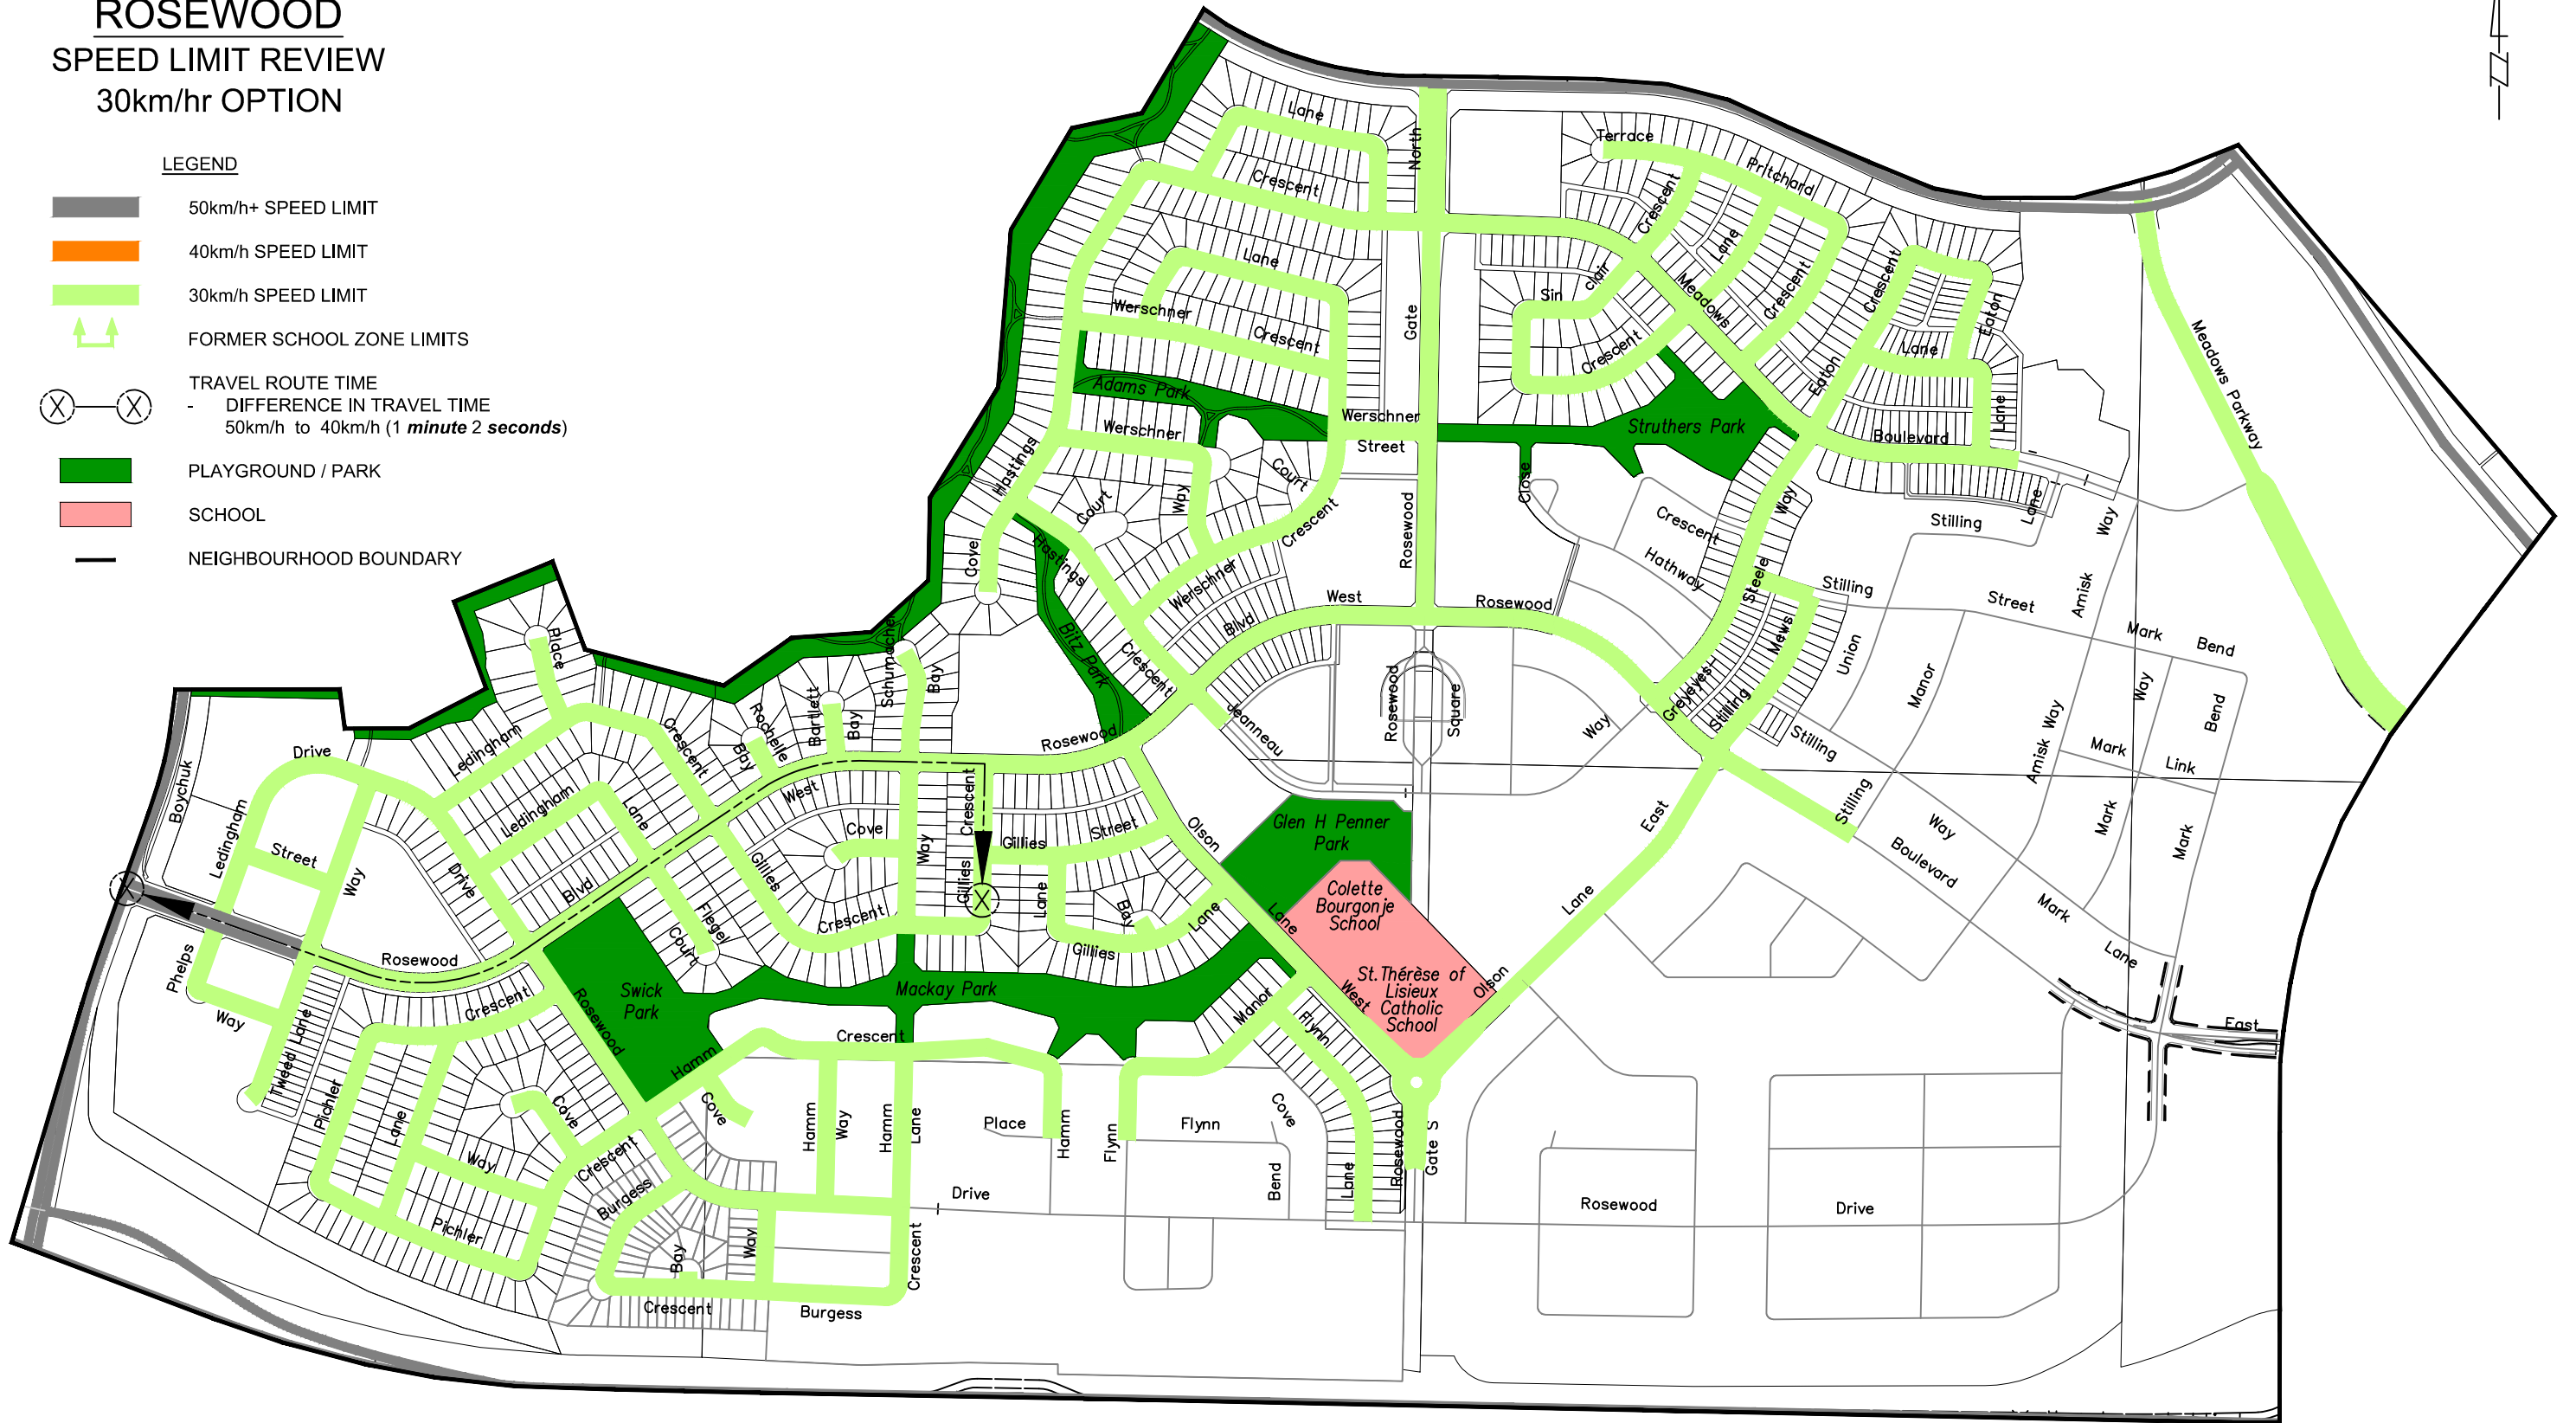 ROSEWOOD
SPEED LIMIT REVIEW
30km/hr OPTION
LEGEND
50km/h+ SPEED LIMIT
40km/h SPEED LIMIT
30km/h SPEED LIMIT
FORMER SCHOOL ZONE LIMITS
TRAVEL ROUTE TIME
- DIFFERENCE IN TRAVEL TIME
50km/h to 40km/h (1 minute 2 seconds)
X
X
PLAYGROUND / PARK
SCHOOL
NEIGHBOURHOOD BOUNDARY
N
Lane
North
Crescent
Terrace
Pritchard
Crescent
Lane
Crescent
Lane
Werschner
Crescent
Gate
Sin
clair
Meadows
Crescent
Crescent
Eaton
Lane
Eaton
Lane
Boulevard
Meadows Parkway
Adams Park
Werschner
Street
Struthers Park
Werschner
Hastings
Court
Way
Court
Crescent
Rosewood
Close
Crescent
Hathway
Way
Steele
Stilling
Lane
Way
Amisk
Stilling
Street
Mark
Bend
Cove
Hastings
Werschner
Blvd
West
Rosewood
Bitz Park
Crescent
Jeanneau
Rosewood
Square
Way
Greyeyes-
Stilling
Mews
Union
Manor
Stilling
Stilling
Amisk Way
Way
Bend
Mark
Link
Mark
Mark
Place
Ledingham
Drive
Boychuk
Crescent
Rochelle
Bay
Bartlett
Bay
Schumacher
Bay
Rosewood
Ledingham
Lane
West
Ledingham
Street
Way
Drive
Blvd
Gillies
Cove
Way
Crescent
Gillies
Gillies
Street
Lane
Bay
Lane
Gillies
Olson
Glen H Penner
Park
Colette
Bourgonje
School
Lane
St.Thérèse of
Lisieux
Catholic
School
West
Olson
Lane
East
Way
Boulevard
Mark
Lane
East
X
X
Phelps
Way
Rosewood
Flegel
Court
Crescent
Swick
Park
Mackay Park
Rosewood
Crescent
Tweed Lane
Pichler
Lane
Cove
Way
Pichler
Crescent
Hamm
Crescent
Cove
Hamm
Way
Hamm
Lane
Place
Hamm
Flynn
Flynn
Manor
Flynn
Cove
Bend
Lane
Rosewood
Gate S
Burgess
Bay
Way
Crescent
Burgess
Crescent
Drive
Rosewood
Drive